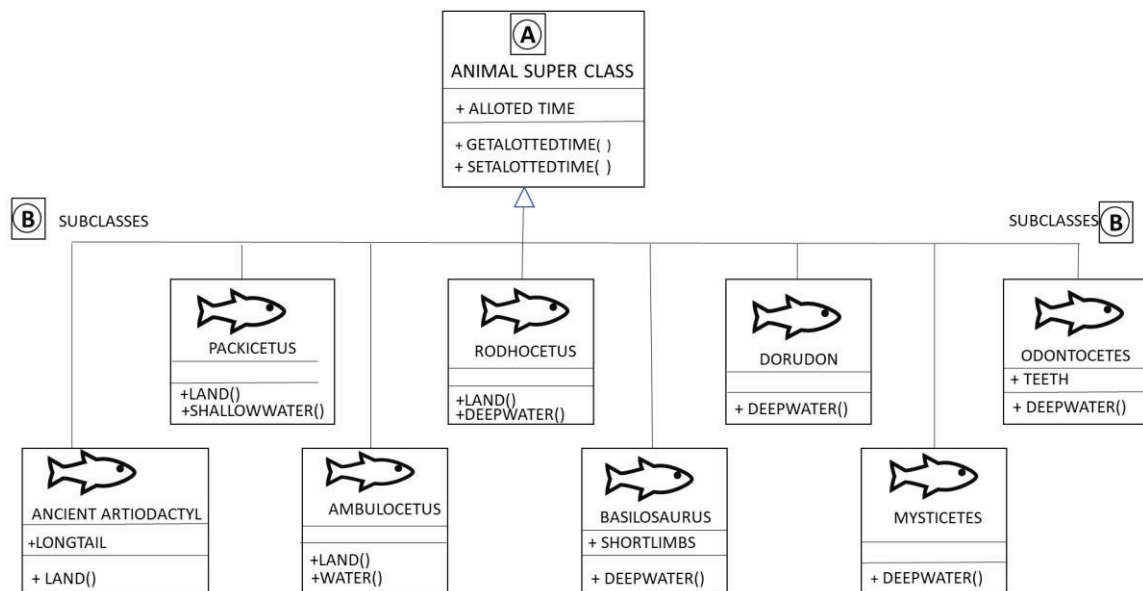 A
ANIMAL SUPER CLASS
+ ALLOTED TIME
+ GETALOTTEDTIME( )
+ SETALOTTEDTIME( )
B SUBCLASSES
SUBCLASSES B
PACKICETUS
+LAND()
+SHALLOWWATER()
RODHOCETUS
+LAND()
+DEEPWATER()
DORUDON
+ DEEPWATER()
ODONTOCETES
+ TEETH
+ DEEPWATER()
ANCIENT ARTIODACTYL
+LONGTAIL
+ LAND()
AMBULOCETUS
+LAND()
+WATER()
BASILOSAURUS
+ SHORTLIMBS
+ DEEPWATER()
MYSTICETES
+ DEEPWATER()